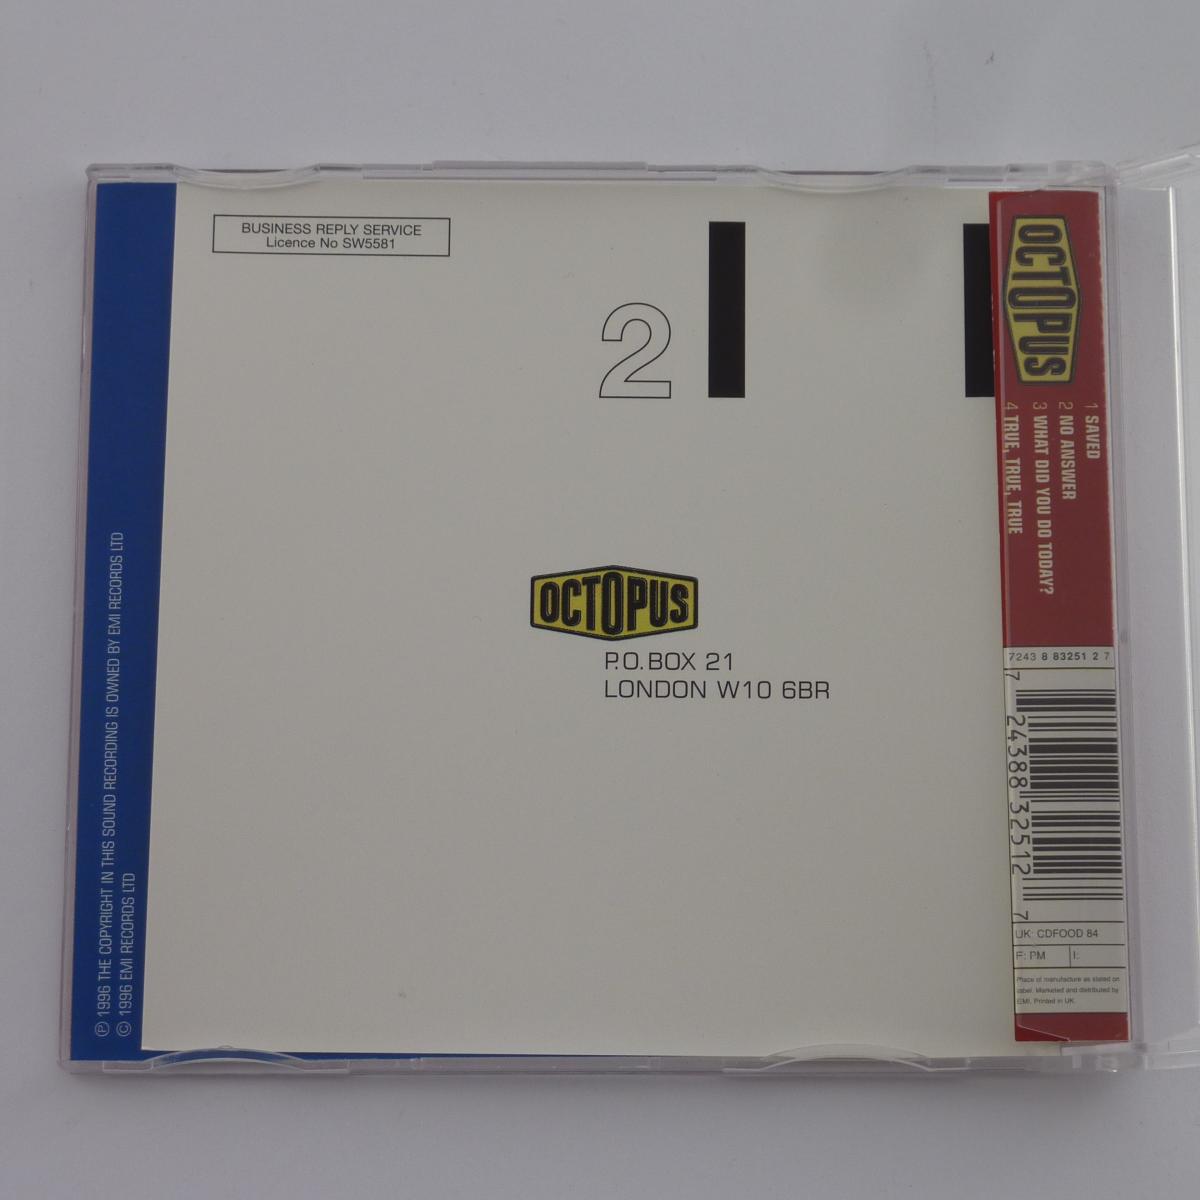 BUSINESS REPLY SERVICE
Licence No SW5581
2
OCTOPUS
P.O. BOX 21
LONDON W10 6BR
Ⓟ 1996 THE COPYRIGHT IN THIS SOUND RECORDING IS OWNED BY EMI RECORDS LTD
© 1996 EMI RECORDS LTD
OCTOPUS
1 SAVED
2 NO ANSWER
3 WHAT DID YOU DO TODAY?
4 TRUE, TRUE, TRUE
7243 8 83251 2 7
7 24388 32512 7
UK: CDFOOD 84
F: PM I:
Place of manufacture as stated on
label. Marketed and distributed by
EMI. Printed in UK.